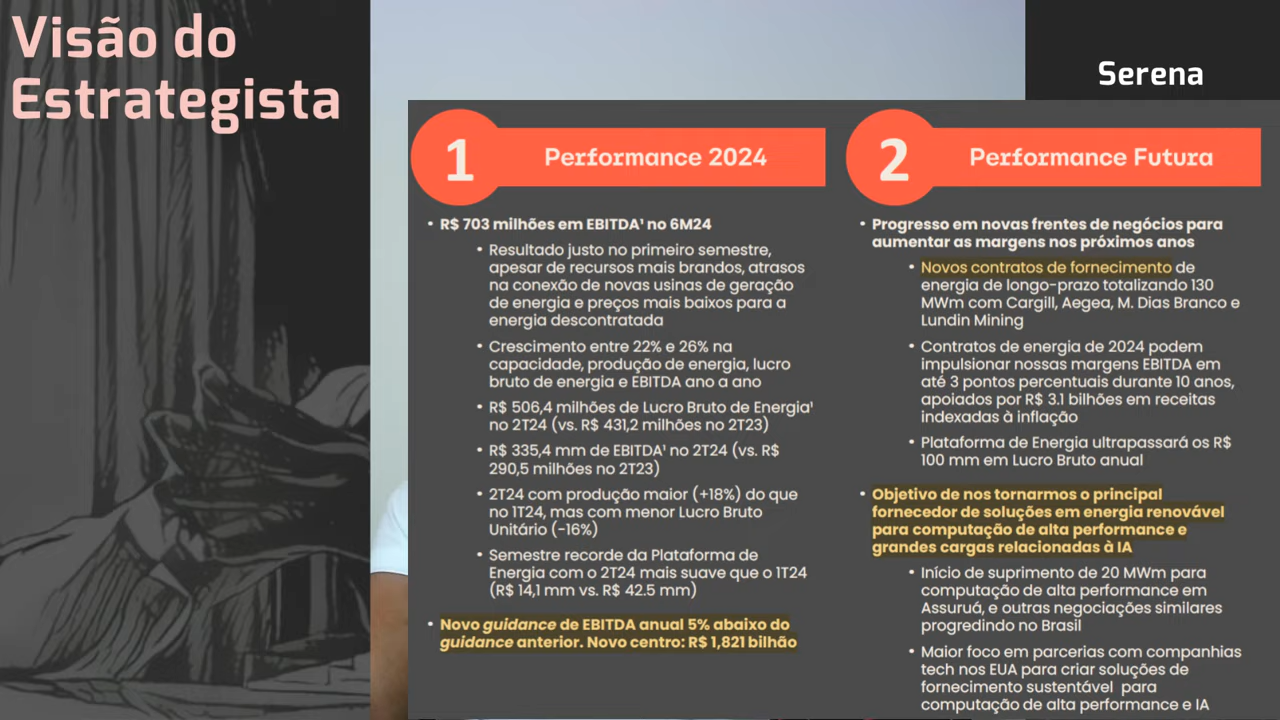 Visão do
Estrategista
Serena
1
Performance 2024
• R$ 703 milhões em EBITDA¹ no 6M24
• Resultado justo no primeiro semestre,
apesar de recursos mais brandos, atrasos
na conexão de novas usinas de geração
de energia e preços mais baixos para a
energia descontratada
• Crescimento entre 22% e 26% na
capacidade, produção de energia, lucro
bruto de energia e EBITDA ano a ano
• R$ 506,4 milhões de Lucro Bruto de Energia¹
no 2T24 (vs. R$ 431,2 milhões no 2T23)
• R$ 335,4 mm de EBITDA¹ no 2T24 (vs. R$
290,5 milhões no 2T23)
• 2T24 com produção maior (+18%) do que
no 1T24, mas com menor Lucro Bruto
Unitário (-16%)
• Semestre recorde da Plataforma de
Energia com o 2T24 mais suave que o 1T24
(R$ 14,1 mm vs. R$ 42.5 mm)
• Novo guidance de EBITDA anual 5% abaixo do
guidance anterior. Novo centro: R$ 1,821 bilhão
2
Performance Futura
• Progresso em novas frentes de negócios para
aumentar as margens nos próximos anos
• Novos contratos de fornecimento de
energia de longo-prazo totalizando 130
MWm com Cargill, Aegea, M. Dias Branco e
Lundin Mining
• Contratos de energia de 2024 podem
impulsionar nossas margens EBITDA em
até 3 pontos percentuais durante 10 anos,
apoiados por R$ 3.1 bilhões em receitas
indexadas à inflação
• Plataforma de Energia ultrapassará os R$
100 mm em Lucro Bruto anual
• Objetivo de nos tornarmos o principal
fornecedor de soluções em energia renovável
para computação de alta performance e
grandes cargas relacionadas à IA
• Início de suprimento de 20 MWm para
computação de alta performance em
Assuruá, e outras negociações similares
progredindo no Brasil
• Maior foco em parcerias com companhias
tech nos EUA para criar soluções de
fornecimento sustentável para
computação de alta performance e IA